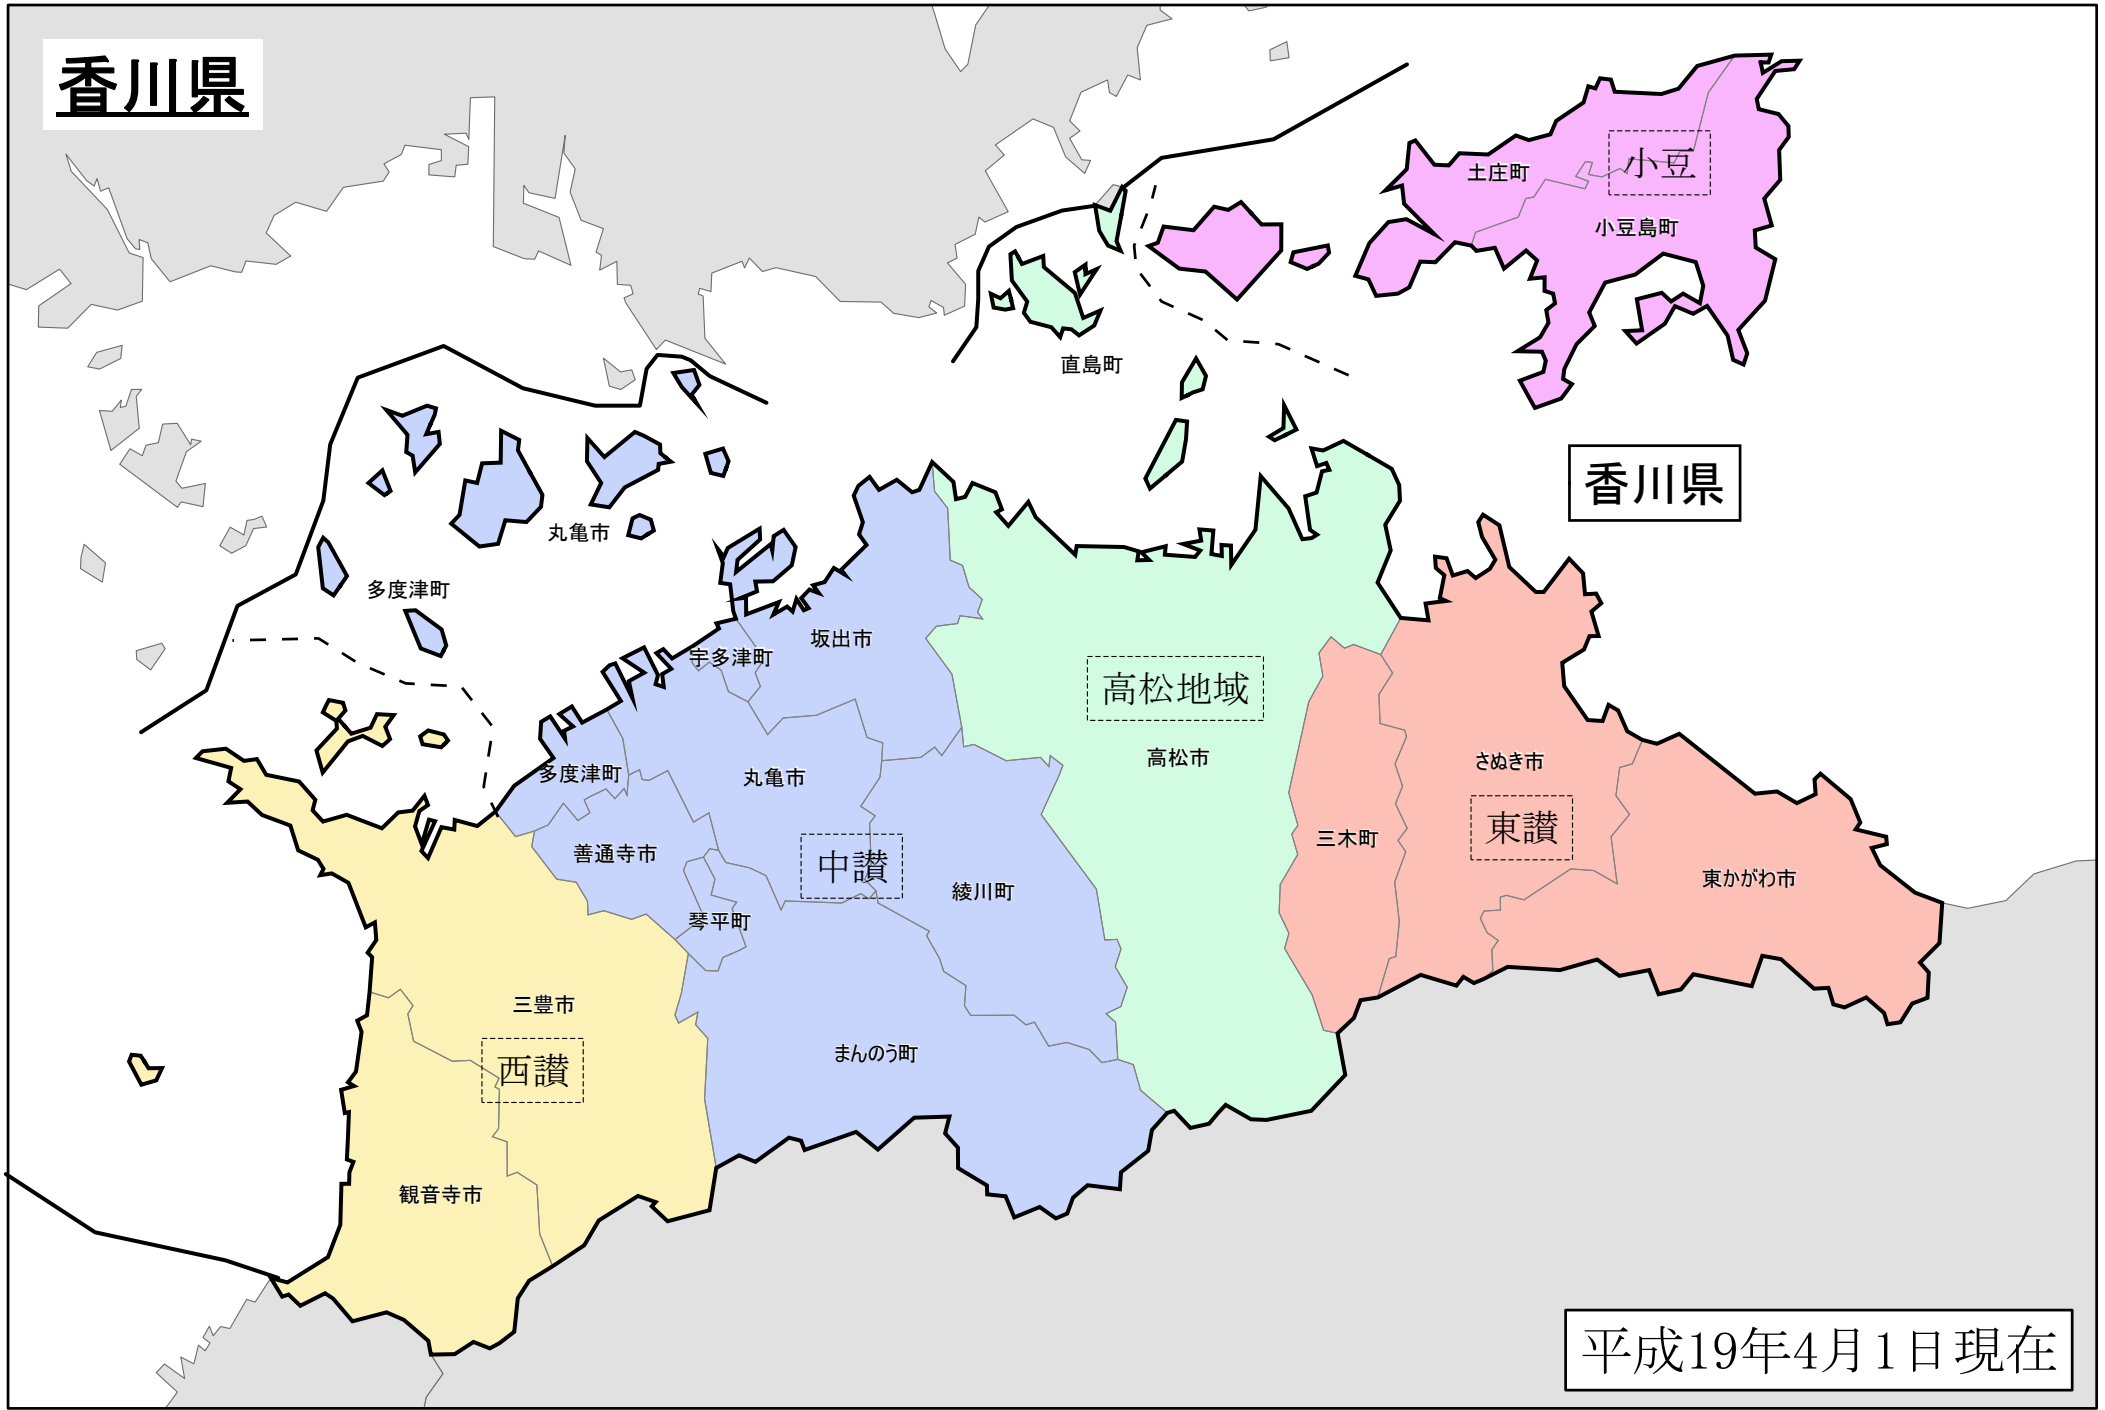 香川県
土庄町
小豆
小豆島町
直島町
香川県
丸亀市
多度津町
坂出市
宇多津町
高松地域
高松市
さぬき市
多度津町
丸亀市
東讃
三木町
善通寺市
中讃
東かがわ市
綾川町
琴平町
三豊市
まんのう町
西讃
観音寺市
平成19年4月1日現在